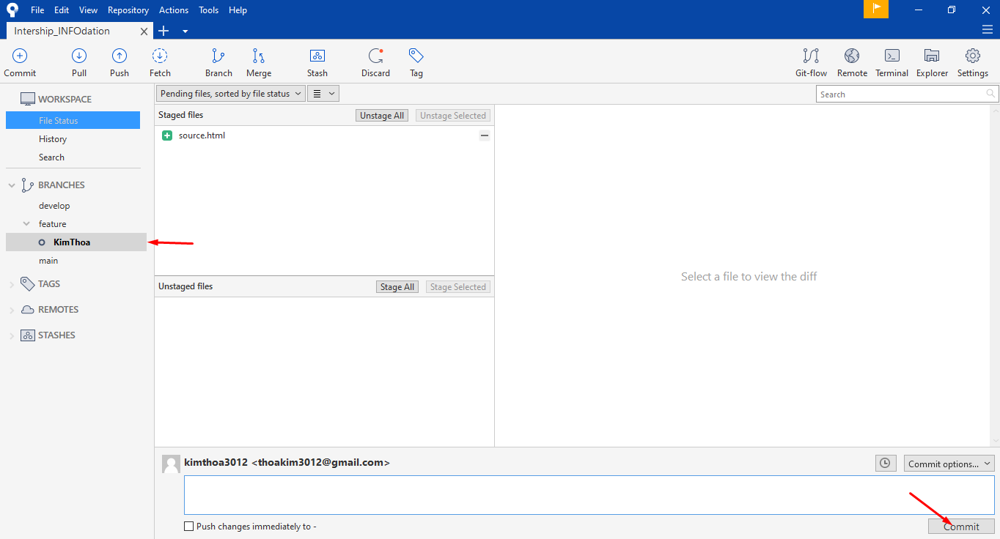 File Edit View Repository Actions Tools Help
Intership_INFOdation
Commit Pull Push Fetch Branch Merge Stash Discard Tag Git-flow Remote Terminal Explorer Settings
WORKSPACE
File Status
History
Search
BRANCHES
develop
feature
KimThoa
main
TAGS
REMOTES
STASHES
Pending files, sorted by file status
Search
Staged files Unstage All Unstage Selected
source.html
Unstaged files Stage All Stage Selected
Select a file to view the diff
kimthoa3012 <thoakim3012@gmail.com> Commit options...
Push changes immediately to -
Commit